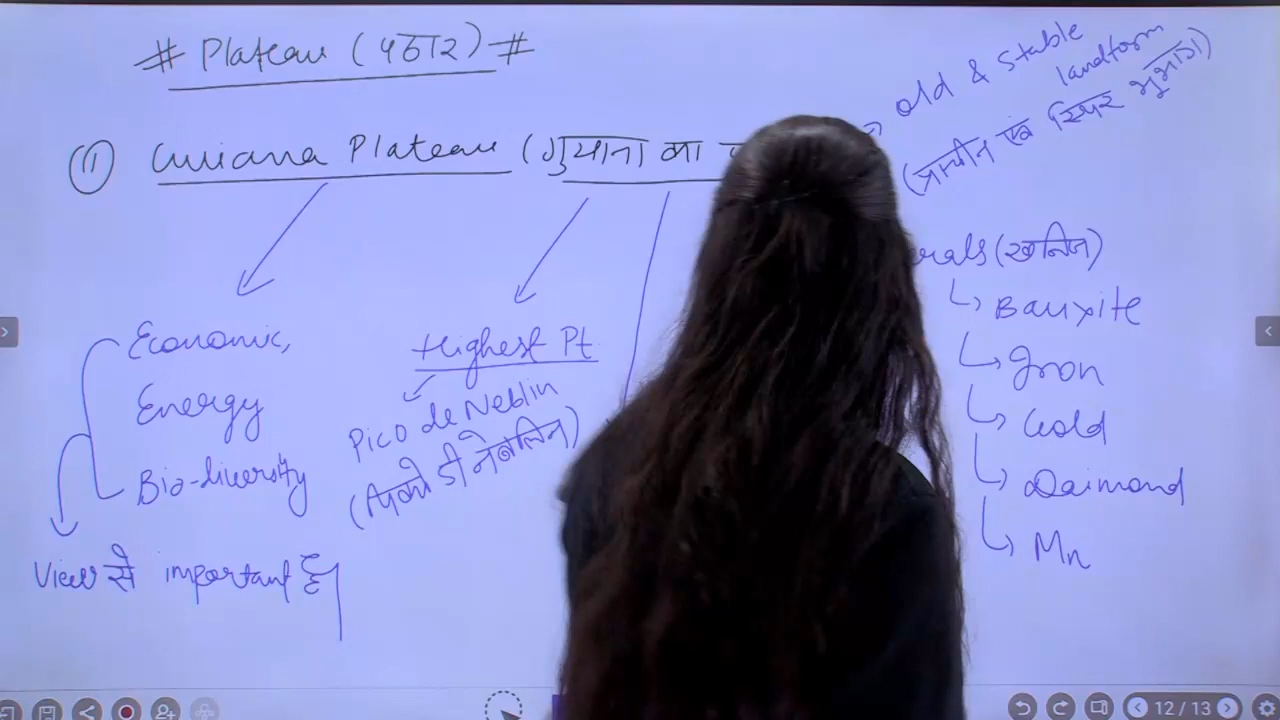 # Plateau (पठार) #
(11) Guiana Plateau (गुयाना का
old & stable
landform
(प्राचीन एवं स्थिर भूभाग)
erals (खनिज)
Bauxite
Iron
Gold
Daimond
Mn
Economic,
Energy
Bio-diversity
View से important है।
Highest Pt
Pico de Neblin
(पिको डी नेबलिन)
12 / 13